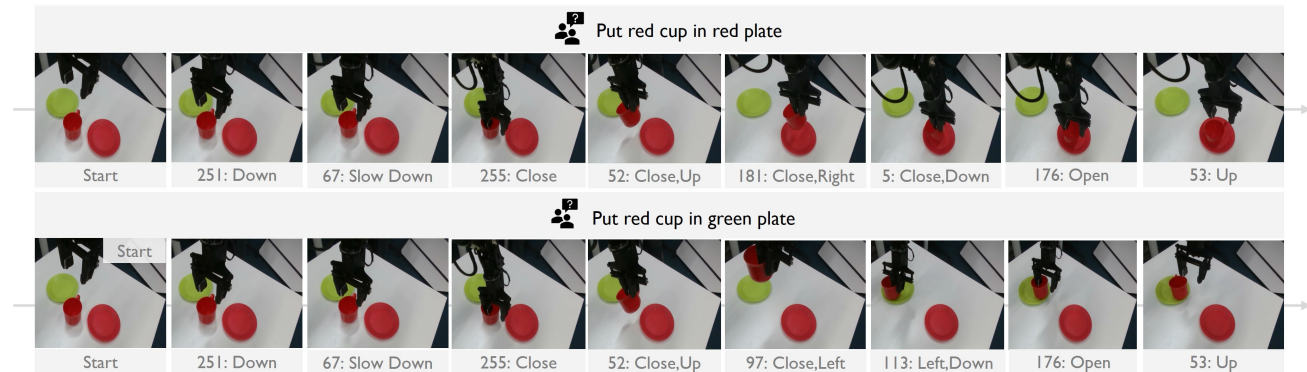 ?
Put red cup in red plate
Start
251: Down
67: Slow Down
255: Close
52: Close,Up
181: Close,Right
5: Close,Down
176: Open
53: Up
?
Put red cup in green plate
Start
Start
251: Down
67: Slow Down
255: Close
52: Close,Up
97: Close,Left
113: Left,Down
176: Open
53: Up